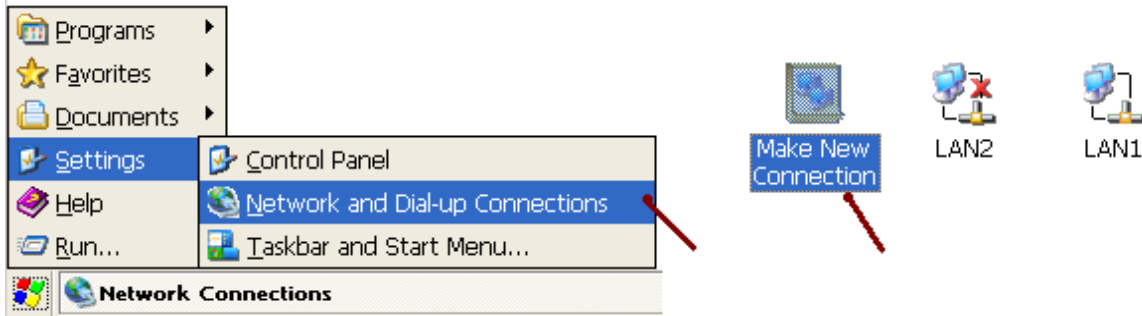 Programs
Favorites
Documents
Settings
Help
Run...
Control Panel
Network and Dial-up Connections
Taskbar and Start Menu...
Network Connections
Make New
Connection
LAN2
LAN1